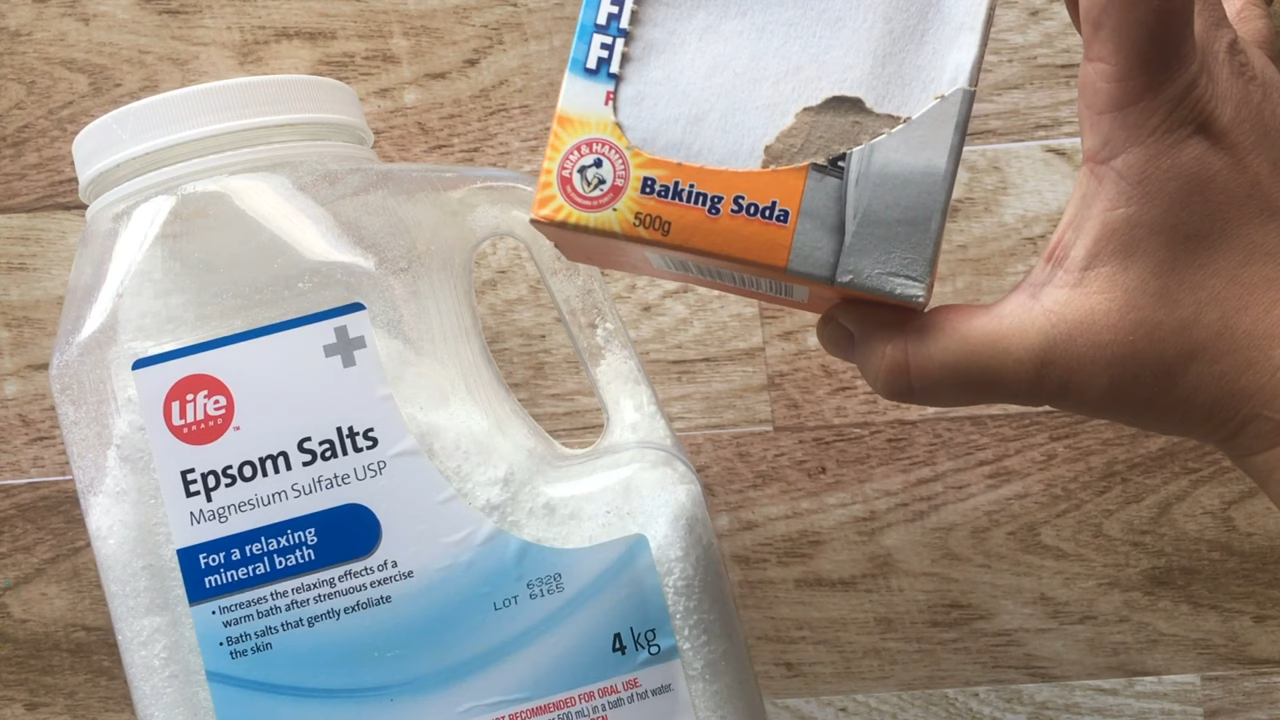 ARM & HAMMER
Baking Soda
500g
Life
BRAND
TM
Epsom Salts
Magnesium Sulfate USP
For a relaxing
mineral bath
• Increases the relaxing effects of a
warm bath after strenuous exercise
• Bath salts that gently exfoliate
the skin
6320
LOT 6165
4 kg
RECOMMENDED FOR ORAL USE.
500 mL) in a bath of hot water.